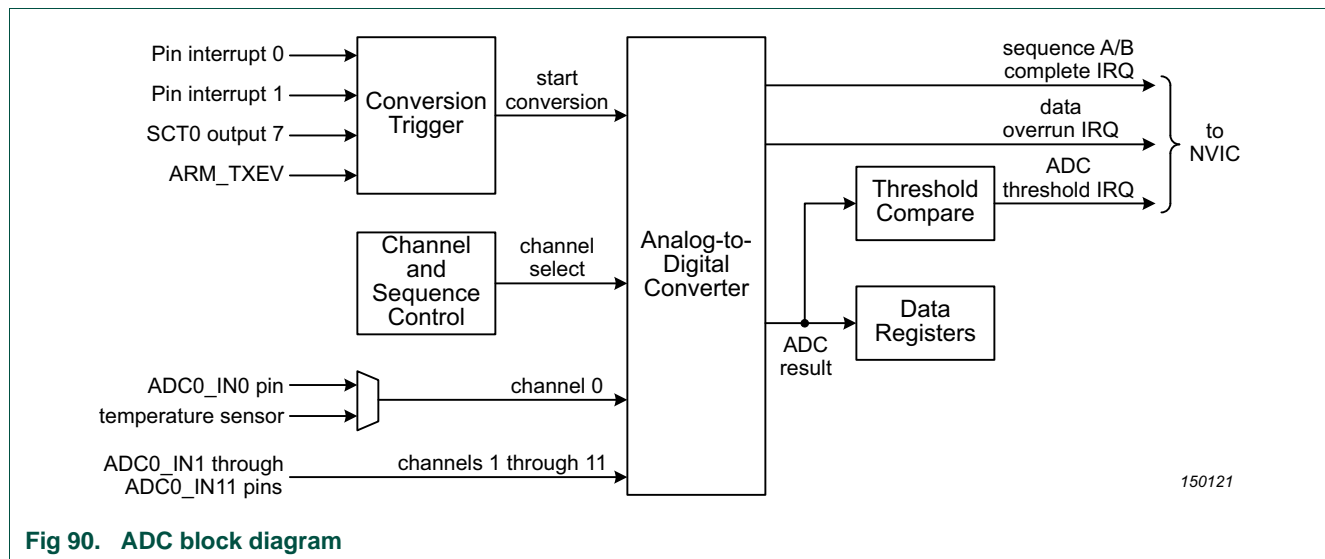 Pin interrupt 0
Pin interrupt 1
SCT0 output 7
ARM_TXEV
Conversion
Trigger
start
conversion
Channel
and
Sequence
Control
channel
select
ADC0_IN0 pin
temperature sensor
channel 0
ADC0_IN1 through
ADC0_IN11 pins
channels 1 through 11
Analog-to-
Digital
Converter
sequence A/B
complete IRQ
data
overrun IRQ
ADC
threshold IRQ
to
NVIC
Threshold
Compare
Data
Registers
ADC
result
150121
Fig 90. ADC block diagram